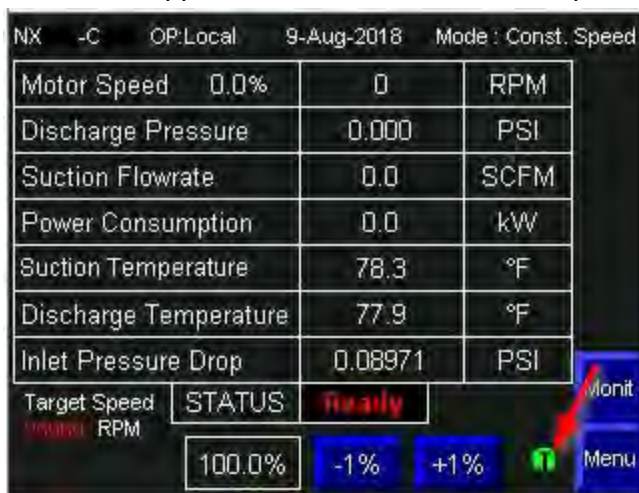 NX -C OP:Local 9-Aug-2018 Mode : Const. Speed
Motor Speed 0.0% 0 RPM
Discharge Pressure 0.000 PSI
Suction Flowrate 0.0 SCFM
Power Consumption 0.0 kW
Suction Temperature 78.3 °F
Discharge Temperature 77.9 °F
Inlet Pressure Drop 0.08971 PSI
Target Speed STATUS Ready
RPM
Monit
100.0% -1% +1% T Menu